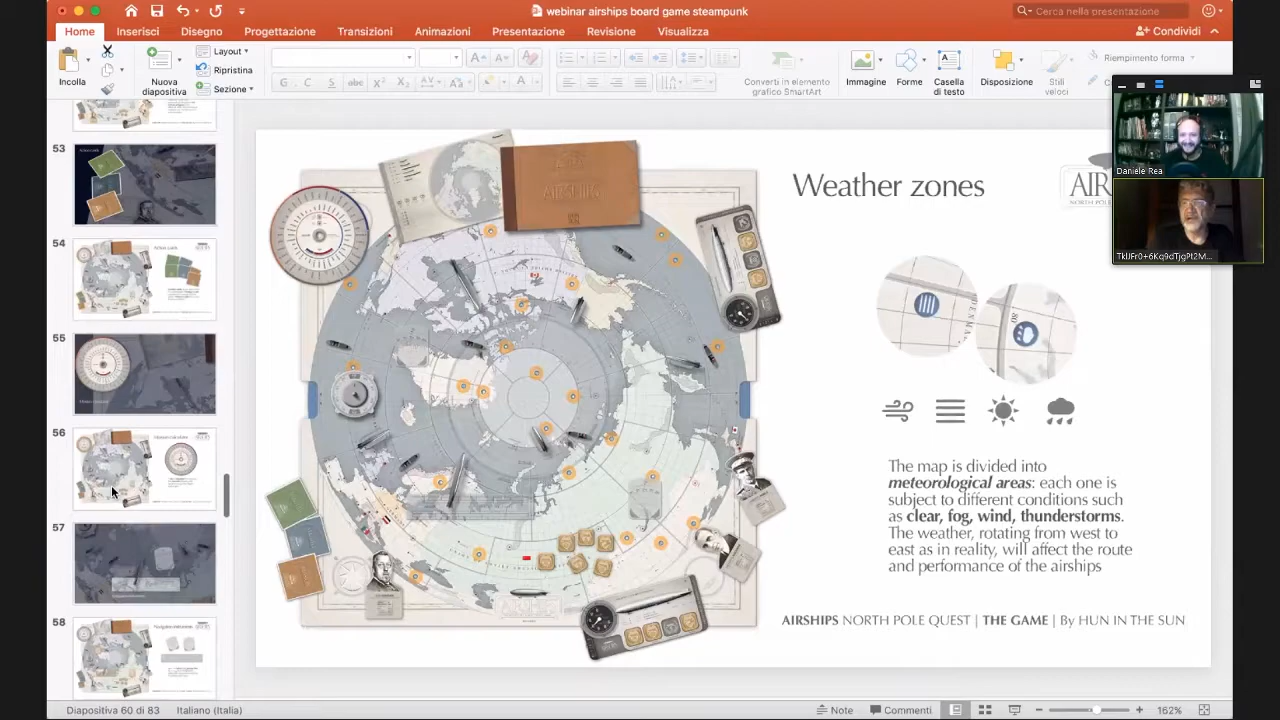 webinar airships board game steampunk
Cerca nella presentazione
Home
Inserisci
Disegno
Progettazione
Transizioni
Animazioni
Presentazione
Revisione
Visualizza
Condividi
Incolla
Nuova
diapositiva
Layout
Ripristina
Sezione
Converti in elemento
grafico SmartArt
Immagine
Forme
Casella
di testo
Disposizione
Stili
veloci
Riempimento forma
Daniele Rea
53
54
55
56
57
58
AIRSHIPS
Weather zones
AIR
NORTH POLE
80
The map is divided into
meteorological areas: each one is
subject to different conditions such
as clear, fog, wind, thunderstorms.
The weather, rotating from west to
east as in reality, will affect the route
and performance of the airships
AIRSHIPS NORTH POLE QUEST | THE GAME | By HUN IN THE SUN
Diapositiva 60 di 83
Italiano (Italia)
Note
Commenti
162%